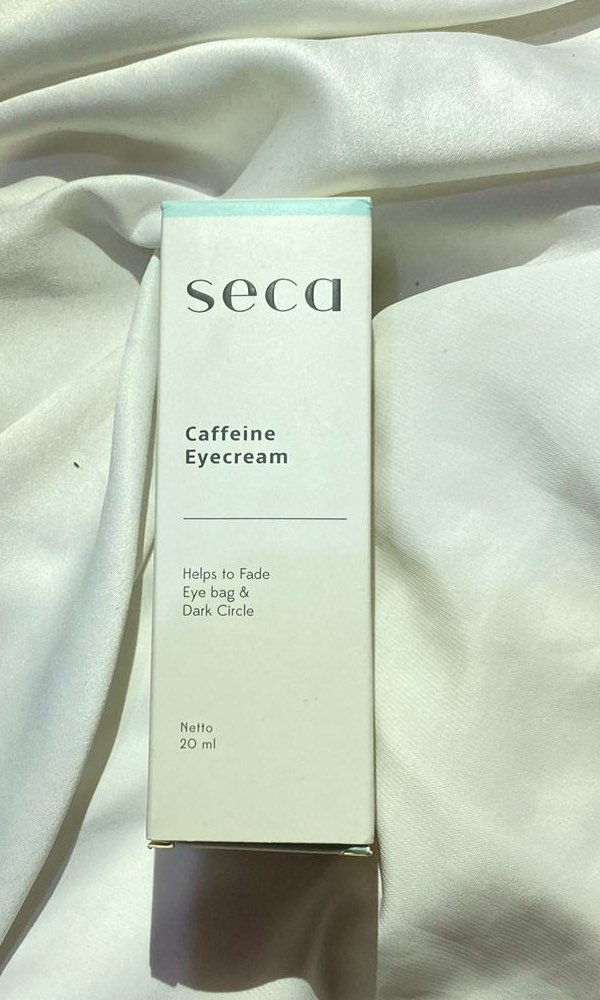 seca
Caffeine
Eyecream
Helps to Fade
Eye bag &
Dark Circle
Netto
20 ml